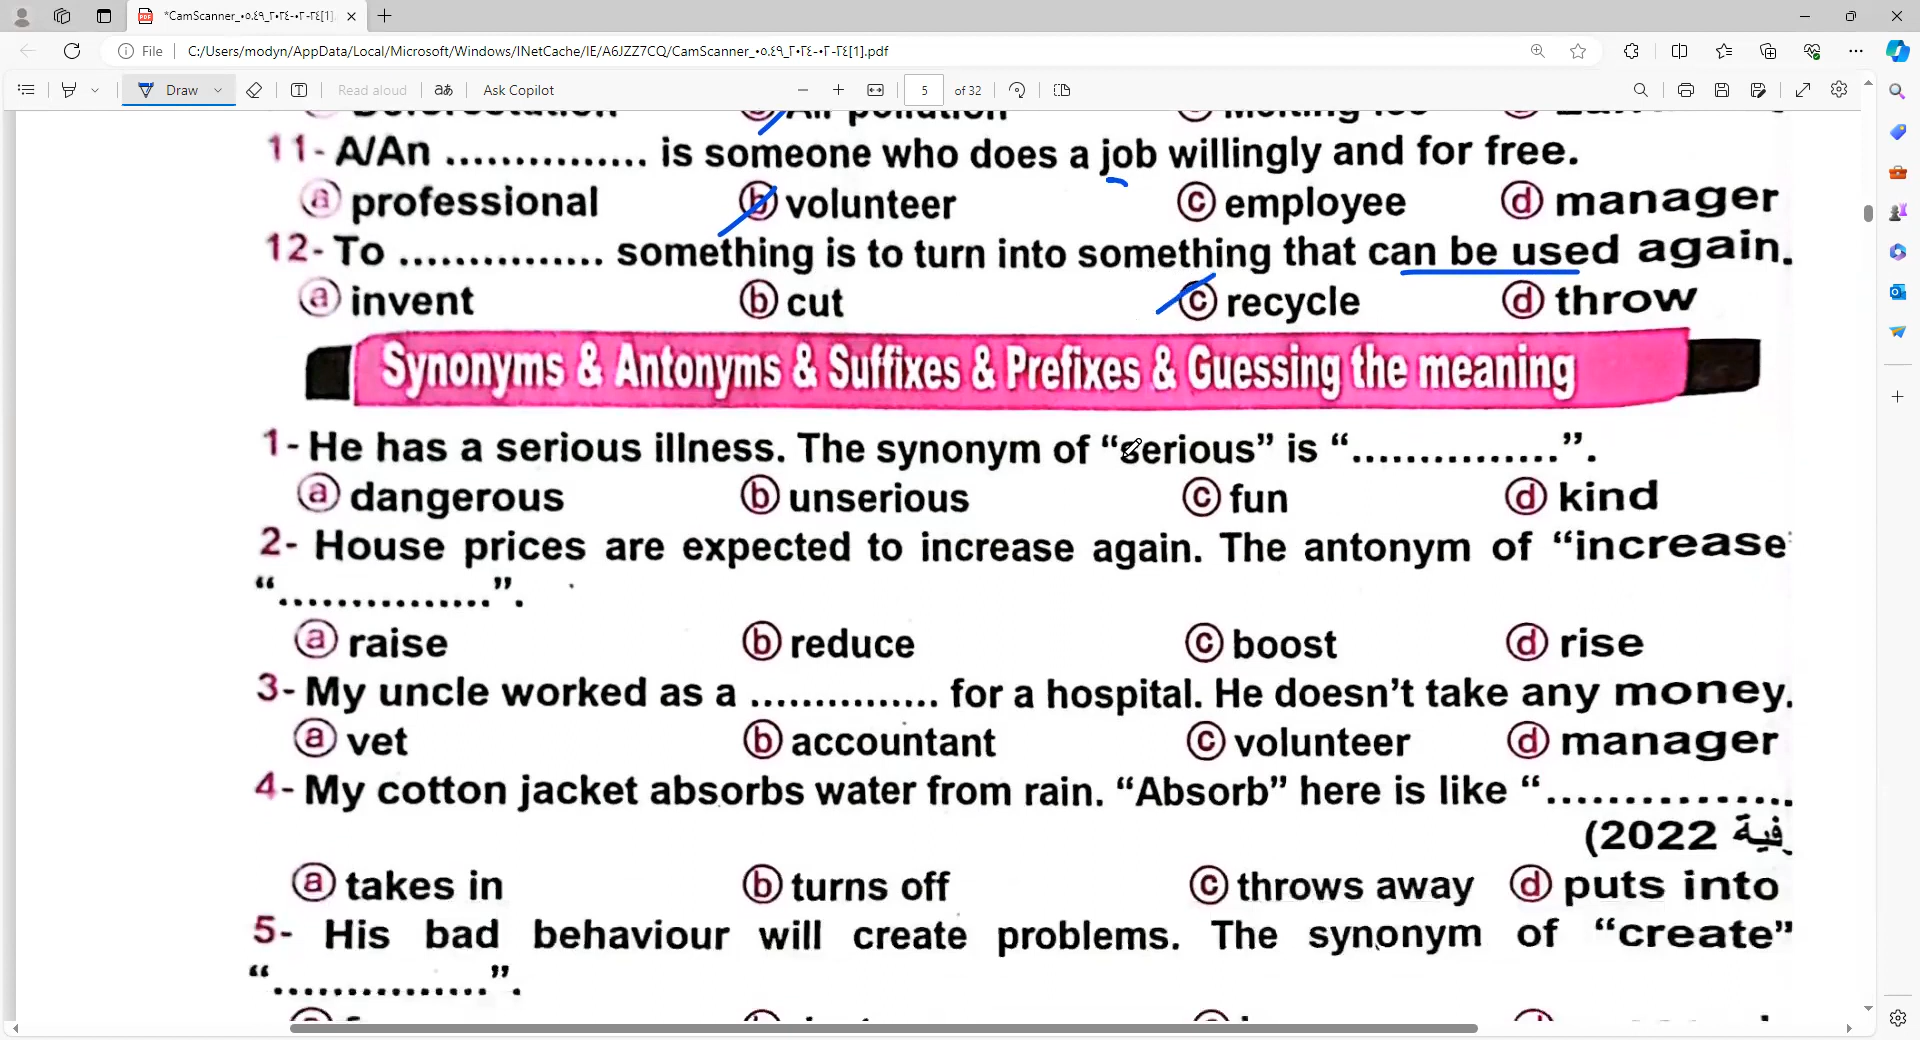 *CamScanner_٢٠٢٤-٠٢-٢٤[1].
File
C:/Users/modyn/AppData/Local/Microsoft/Windows/INetCache/IE/A6JZZ7CQ/CamScanner_
[1].pdf
Draw
Read aloud
Ask Copilot
5
of 32
11- A/An ............... is someone who does a job willingly and for free.
ⓐ professional ⓑ volunteer ⓒ employee ⓓ manager
12- To ............... something is to turn into something that can be used again.
ⓐ invent ⓑ cut ⓒ recycle ⓓ throw
Synonyms & Antonyms & Suffixes & Prefixes & Guessing the meaning
1- He has a serious illness. The synonym of “serious” is “...............”.
ⓐ dangerous ⓑ unserious ⓒ fun ⓓ kind
2- House prices are expected to increase again. The antonym of “increase
“...............”.
ⓐ raise ⓑ reduce ⓒ boost ⓓ rise
3- My uncle worked as a ............... for a hospital. He doesn’t take any money.
ⓐ vet ⓑ accountant ⓒ volunteer ⓓ manager
4- My cotton jacket absorbs water from rain. “Absorb” here is like “...............
(2022
ⓐ takes in ⓑ turns off ⓒ throws away ⓓ puts into
5- His bad behaviour will create problems. The synonym of “create”
“...............”.